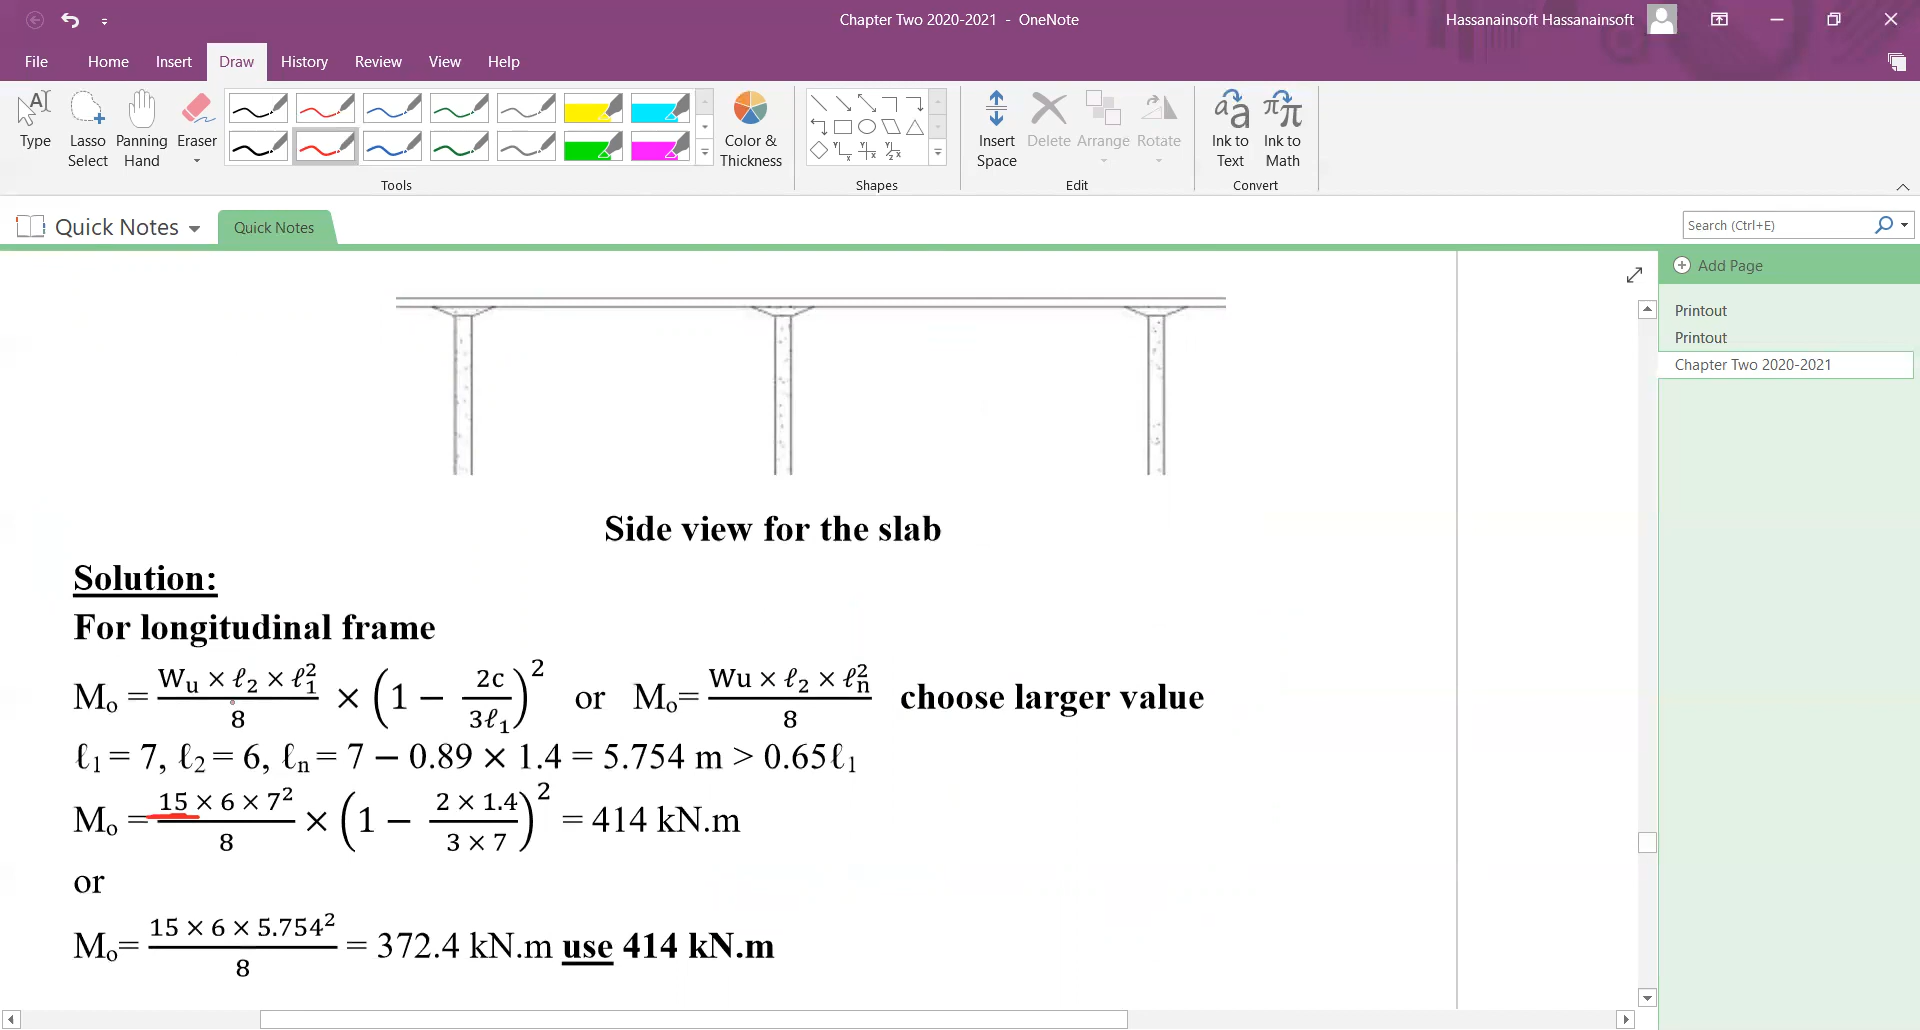 Chapter Two 2020-2021 - OneNote
Hassanainsoft Hassanainsoft
File Home Insert Draw History Review View Help
Type
Lasso Select
Panning Hand
Eraser
Color & Thickness
Insert Space
Delete
Arrange
Rotate
Ink to Text
Ink to Math
Tools
Shapes
Edit
Convert
Quick Notes
Quick Notes
Search (Ctrl+E)
Add Page
Printout
Printout
Chapter Two 2020-2021
Side view for the slab
Solution:
For longitudinal frame
Mₒ = (Wᵤ × ℓ₂ × ℓ₁²)/8 × (1 − 2c/(3ℓ₁))² or Mₒ= (Wu × ℓ₂ × ℓₙ²)/8 choose larger value
ℓ₁ = 7, ℓ₂ = 6, ℓₙ = 7 − 0.89 × 1.4 = 5.754 m > 0.65ℓ₁
Mₒ = (15 × 6 × 7²)/8 × (1 − (2 × 1.4)/(3 × 7))² = 414 kN.m
or
Mₒ= (15 × 6 × 5.754²)/8 = 372.4 kN.m use 414 kN.m